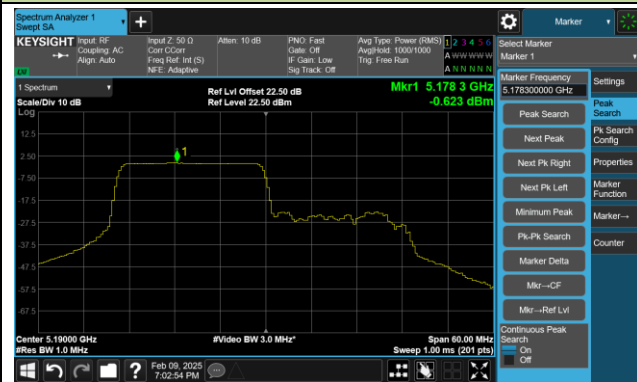 Spectrum Analyzer 1
Swept SA
Marker
KEYSIGHT
Input: RF
Coupling: AC
Align: Auto
Input Z: 50 Ω
Corr CCorr
Freq Ref: Int (S)
NFE: Adaptive
Atten: 10 dB
PNO: Fast
Gate: Off
IF Gain: Low
Sig Track: Off
Avg Type: Power (RMS)
Avg|Hold: 1000/1000
Trig: Free Run
1 2 3 4 5 6
A W W W W W
A N N N N N
LXI
Select Marker
Marker 1
1 Spectrum
Scale/Div 10 dB
Log
Ref Lvl Offset 22.50 dB
Ref Level 22.50 dBm
Mkr1 5.178 3 GHz
-0.623 dBm
12.5
2.50
-7.50
-17.5
-27.5
-37.5
-47.5
-57.5
-67.5
1
Center 5.19000 GHz
#Res BW 1.0 MHz
#Video BW 3.0 MHz*
Span 60.00 MHz
Sweep 1.00 ms (201 pts)
Marker Frequency
5.178300000 GHz
Peak Search
Next Peak
Next Pk Right
Next Pk Left
Minimum Peak
Pk-Pk Search
Marker Delta
Mkr→CF
Mkr→Ref Lvl
Continuous Peak
Search
On
Off
Settings
Peak
Search
Pk Search
Config
Properties
Marker
Function
Marker→
Counter
Feb 09, 2025
7:02:54 PM